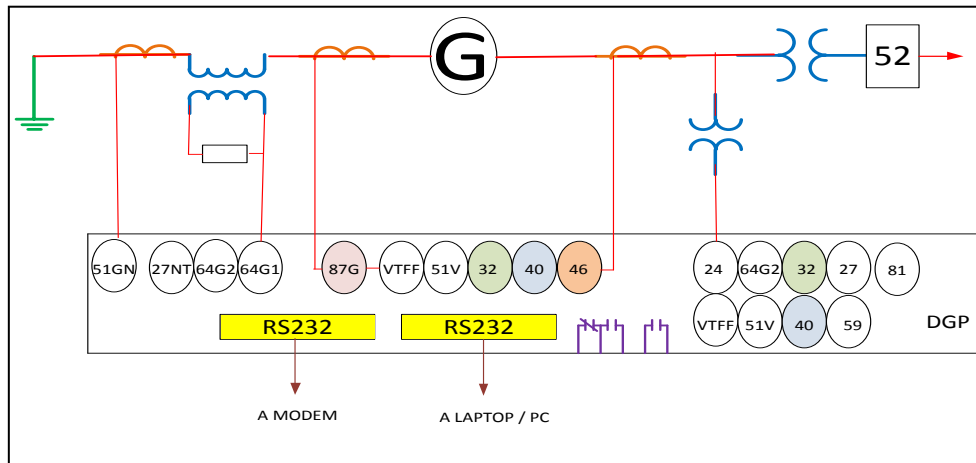 G
52
51GN 27NT 64G2 64G1 87G VTFF 51V 32 40 46 24 64G2 32 27 81
VTFF 51V 40 59 DGP
RS232 RS232
A MODEM A LAPTOP / PC